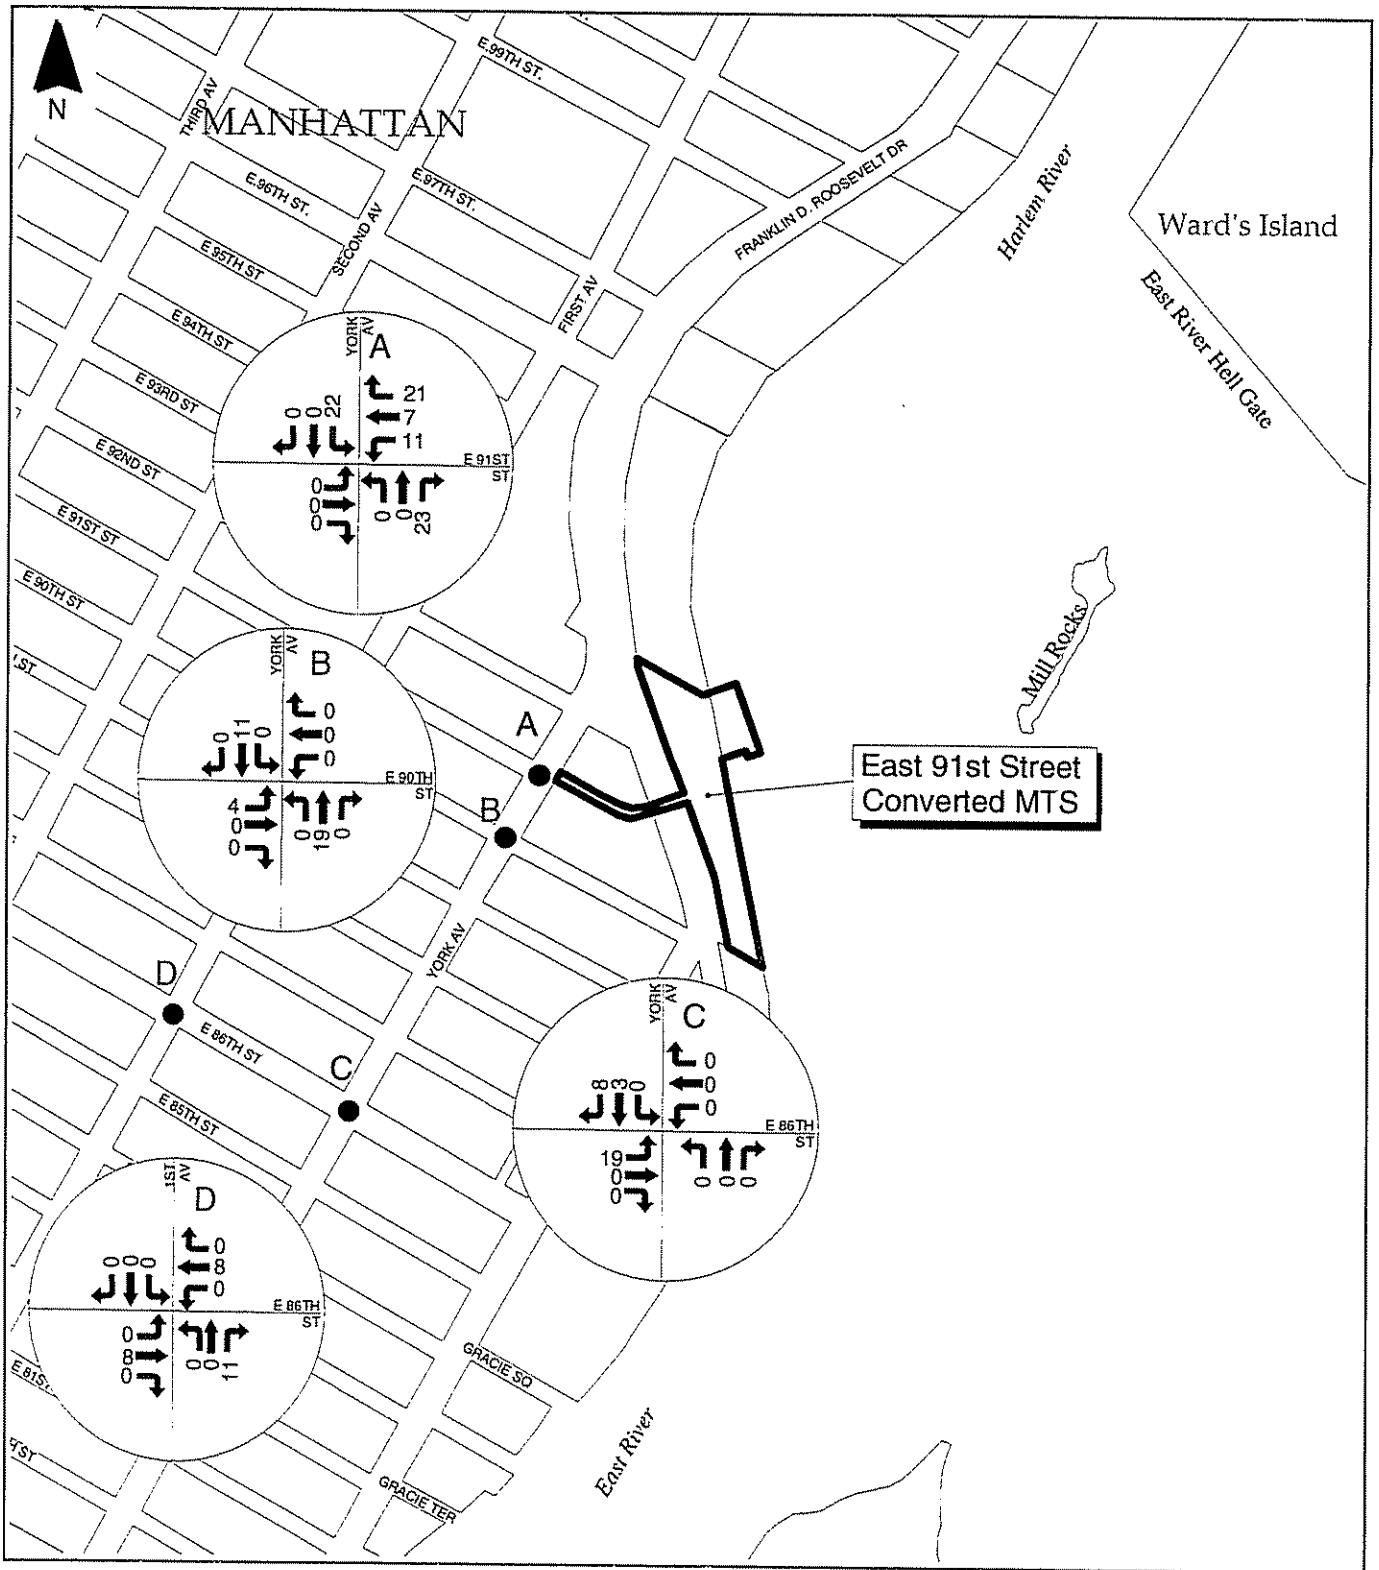 N
MANHATTAN
THIRD AV
E.99TH ST.
E.96TH ST.
E.97TH ST.
SECOND AV
E 95TH ST
E 94TH ST
E 93RD ST
E 92ND ST
E 91ST ST
E 90TH ST
FIRST AV
FRANKLIN D. ROOSEVELT DR
Harlem River
Ward's Island
East River Hell Gate
Mill Rocks
YORK AV
A
0 0 22
21
7
11
E 91ST ST
0
0
0
0 0 23
YORK AV
B
0 11 0
0
0
0
E 90TH ST
4
0
0
0 19 0
A
B
East 91st Street
Converted MTS
YORK AV
D
E 86TH ST
C
E 85TH ST
YORK AV
C
8 3 0
0
0
0
E 86TH ST
19
0
0
0 0 0
1ST AV
D
0 0 0
0
8
0
E 86TH ST
0
8
0
0 0 11
E 81ST
GRACIE SQ
GRACIE TER
East River
ST